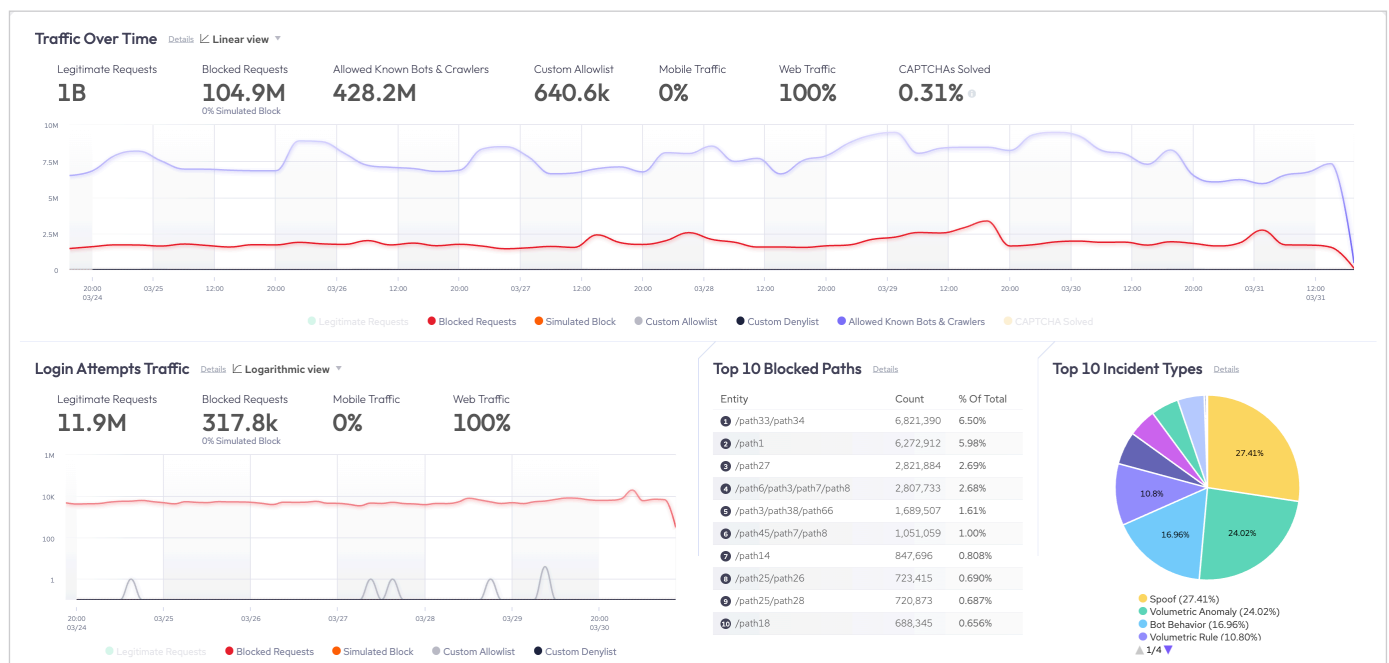 Traffic Over Time Details Linear view
Legitimate Requests Blocked Requests Allowed Known Bots & Crawlers Custom Allowlist Mobile Traffic Web Traffic CAPTCHAs Solved
1B 104.9M 428.2M 640.6k 0% 100% 0.31%
0% Simulated Block
10M
7.5M
5M
2.5M
0
20:00 03/25 12:00 20:00 03/26 12:00 20:00 03/27 12:00 20:00 03/28 12:00 20:00 03/29 12:00 20:00 03/30 12:00 20:00 03/31 12:00
03/24 03/31
Legitimate Requests Blocked Requests Simulated Block Custom Allowlist Custom Denylist Allowed Known Bots & Crawlers CAPTCHA Solved
Login Attempts Traffic Details Logarithmic view
Legitimate Requests Blocked Requests Mobile Traffic Web Traffic
11.9M 317.8k 0% 100%
0% Simulated Block
1M
10K
100
1
20:00 03/25 03/26 03/27 03/28 03/29 20:00
03/24 03/30
Legitimate Requests Blocked Requests Simulated Block Custom Allowlist Custom Denylist
Top 10 Blocked Paths Details
Entity Count % Of Total
1 /path33/path34 6,821,390 6.50%
2 /path1 6,272,912 5.98%
3 /path27 2,821,884 2.69%
4 /path6/path3/path7/path8 2,807,733 2.68%
5 /path3/path38/path66 1,689,507 1.61%
6 /path45/path7/path8 1,051,059 1.00%
7 /path14 847,696 0.808%
8 /path25/path26 723,415 0.690%
9 /path25/path28 720,873 0.687%
10 /path18 688,345 0.656%
Top 10 Incident Types Details
27.41%
10.8%
16.96% 24.02%
Spoof (27.41%)
Volumetric Anomaly (24.02%)
Bot Behavior (16.96%)
Volumetric Rule (10.80%)
1/4